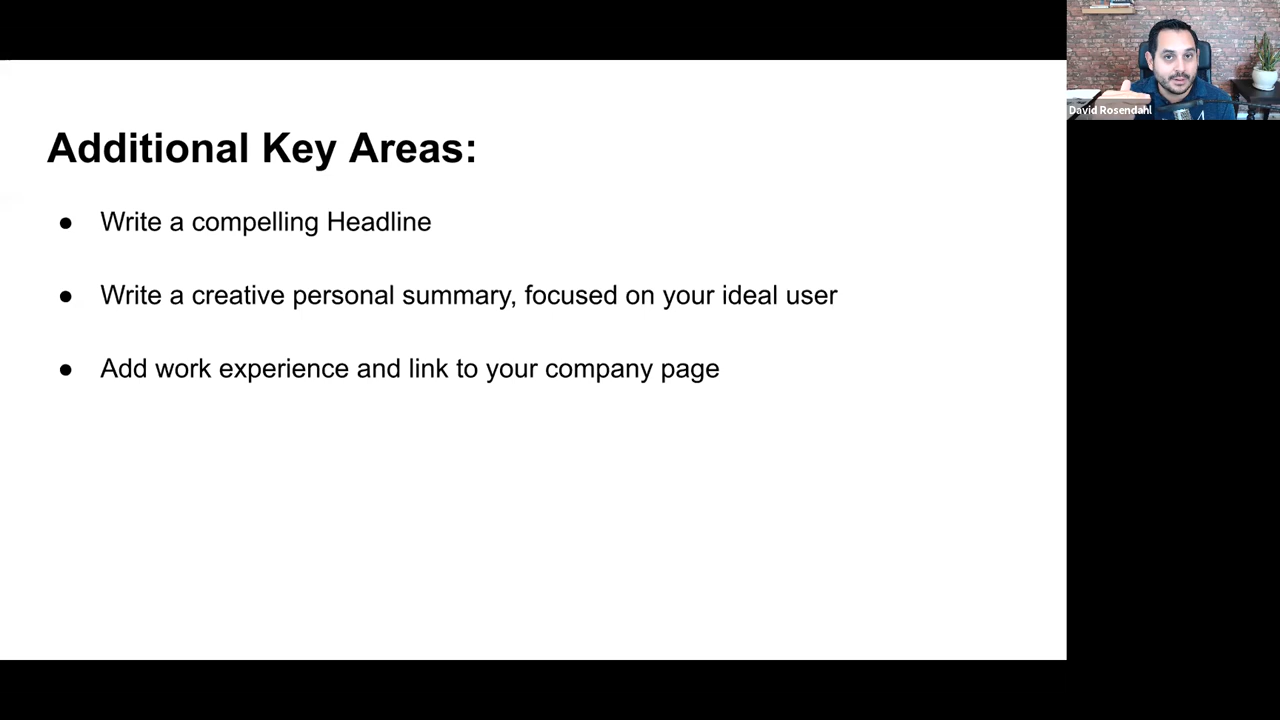 Additional Key Areas:
● Write a compelling Headline
● Write a creative personal summary, focused on your ideal user
● Add work experience and link to your company page
David Rosendahl